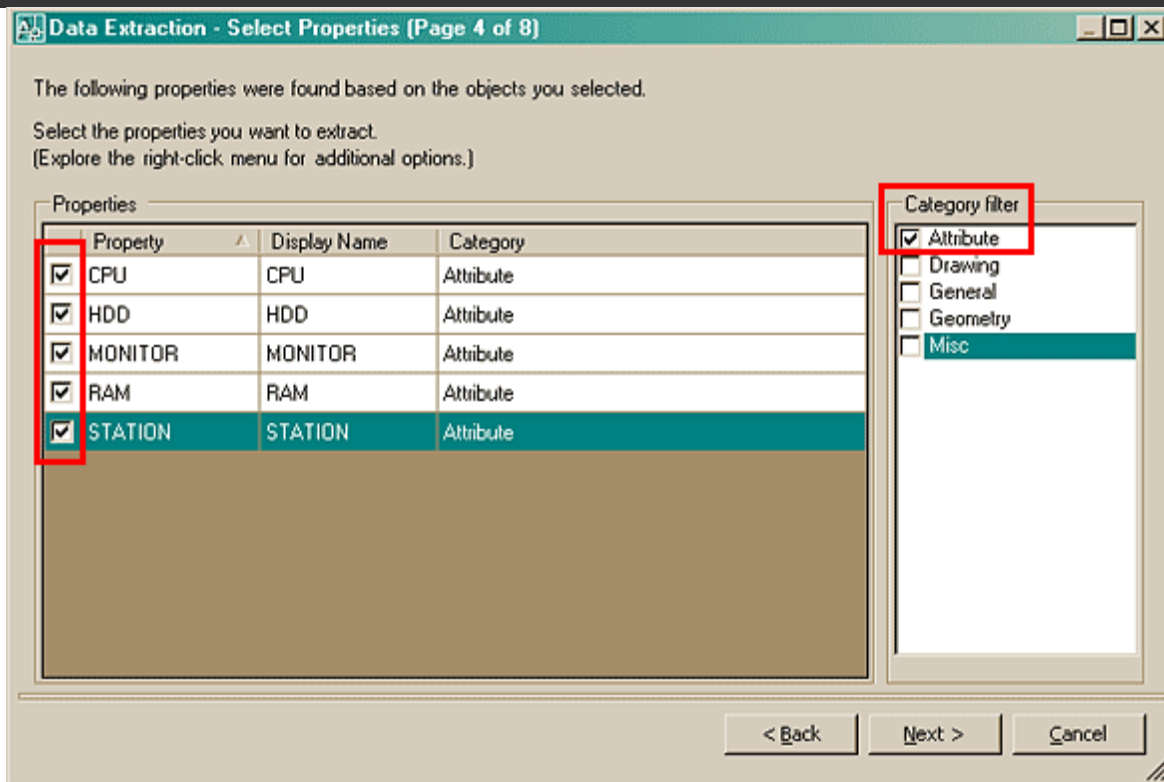 Data Extraction - Select Properties (Page 4 of 8)
The following properties were found based on the objects you selected.
Select the properties you want to extract.
(Explore the right-click menu for additional options.)
Properties
Property Display Name Category
CPU CPU Attribute
HDD HDD Attribute
MONITOR MONITOR Attribute
RAM RAM Attribute
STATION STATION Attribute
Category filter
Attribute
Drawing
General
Geometry
Misc
< Back Next > Cancel